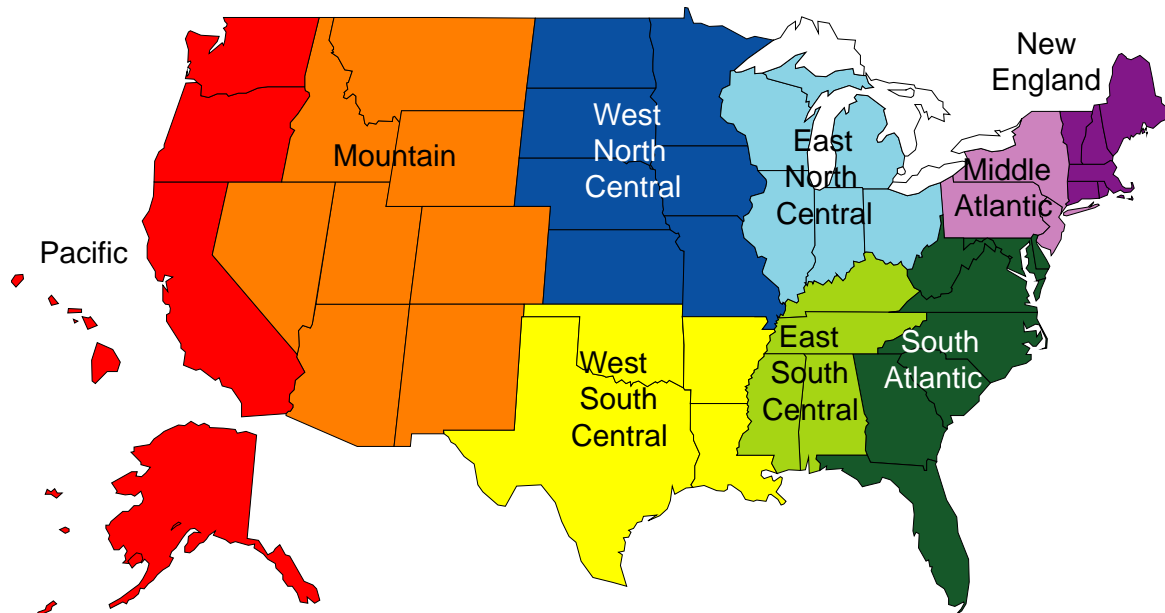 New
England
West
North
Central
East
North
Central
Mountain
Middle
Atlantic
Pacific
East
South
Central
South
Atlantic
West
South
Central